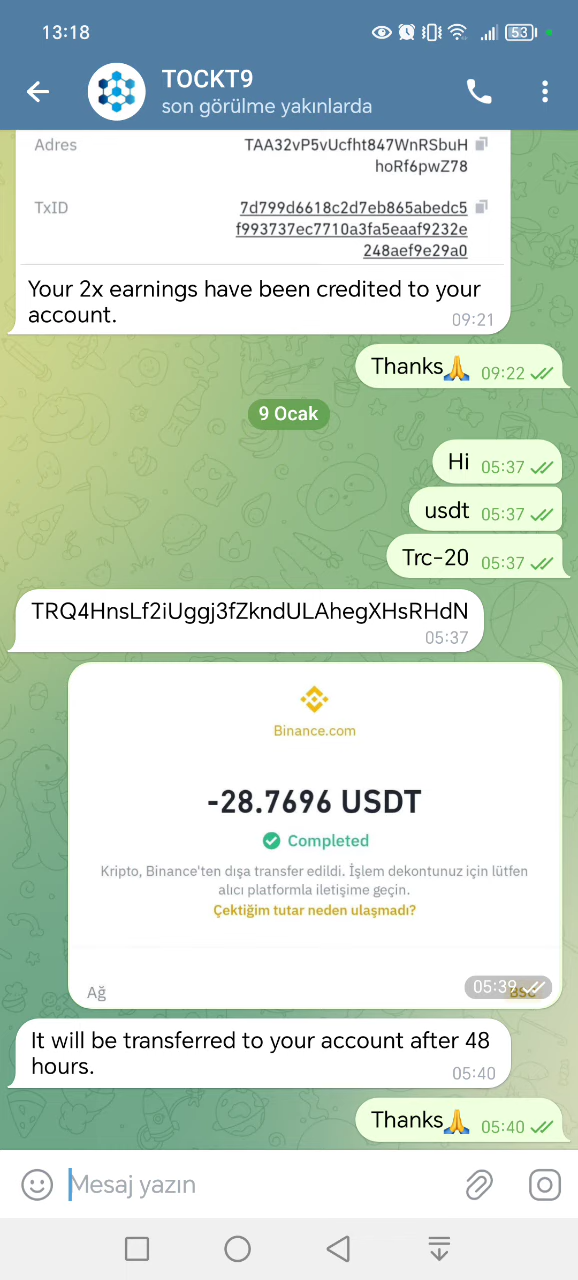 13:18
53
TOCKT9
son görülme yakınlarda
Adres
TAA32vP5vUcfht847WnRSbuH
hoRf6pwZ78
TxID
7d799d6618c2d7eb865abedc5
f993737ec7710a3fa5eaaf9232e
248aef9e29a0
Your 2x earnings have been credited to your
account.
09:21
Thanks🙏 09:22
9 Ocak
Hi 05:37
usdt 05:37
Trc-20 05:37
TRQ4HnsLf2iUggj3fZkndULAhegXHsRHdN
05:37
Binance.com
-28.7696 USDT
Completed
Kripto, Binance'ten dışa transfer edildi. İşlem dekontunuz için lütfen
alıcı platformla iletişime geçin.
Çektiğim tutar neden ulaşmadı?
Ağ
05:39
It will be transferred to your account after 48
hours.
05:40
Thanks🙏 05:40
Mesaj yazın